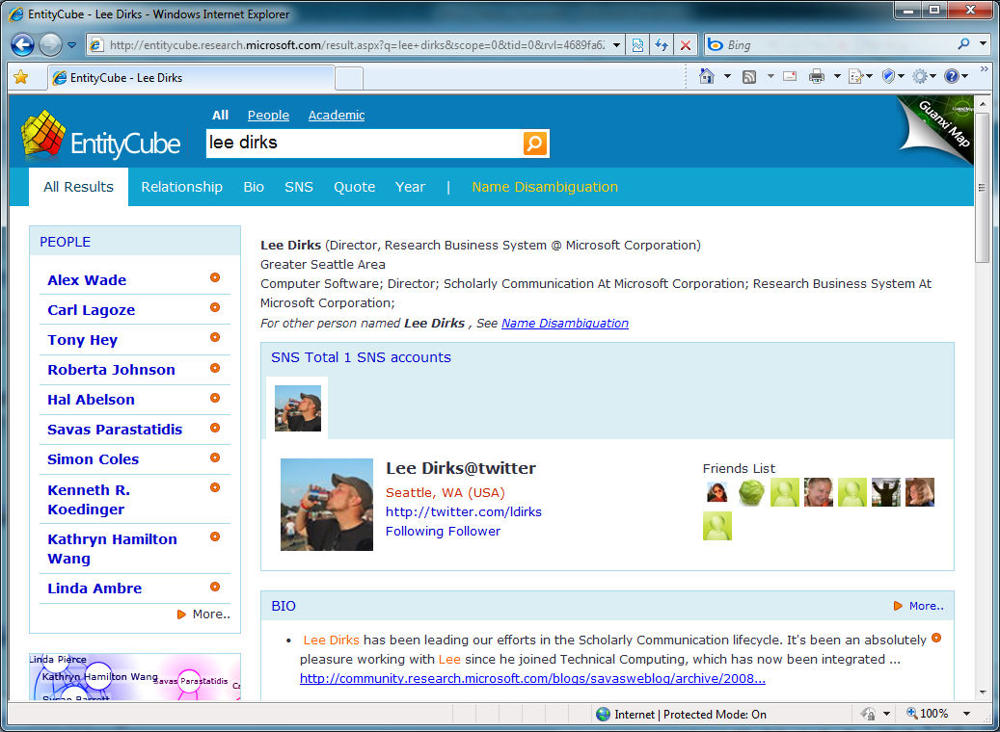 EntityCube - Lee Dirks - Windows Internet Explorer
http://entitycube.research.microsoft.com/result.aspx?q=lee+dirks&scope=0&tid=0&rvl=4689fa62
Bing
EntityCube - Lee Dirks
All People Academic
EntityCube
lee dirks
Guanxi Map
All Results Relationship Bio SNS Quote Year | Name Disambiguation
PEOPLE
Alex Wade
Carl Lagoze
Tony Hey
Roberta Johnson
Hal Abelson
Savas Parastatidis
Simon Coles
Kenneth R.
Koedinger
Kathryn Hamilton
Wang
Linda Ambre
More..
Linda Pierce
Kathryn Hamilton Wang
Savas Parastatidis
Susan Barrett
Lee Dirks (Director, Research Business System @ Microsoft Corporation)
Greater Seattle Area
Computer Software; Director; Scholarly Communication At Microsoft Corporation; Research Business System At
Microsoft Corporation;
For other person named Lee Dirks , See Name Disambiguation
SNS Total 1 SNS accounts
Lee Dirks@twitter
Seattle, WA (USA)
http://twitter.com/ldirks
Following Follower
Friends List
BIO
More..
• Lee Dirks has been leading our efforts in the Scholarly Communication lifecycle. It's been an absolutely
pleasure working with Lee since he joined Technical Computing, which has now been integrated ...
http://community.research.microsoft.com/blogs/savasweblog/archive/2008...
Internet | Protected Mode: On
100%